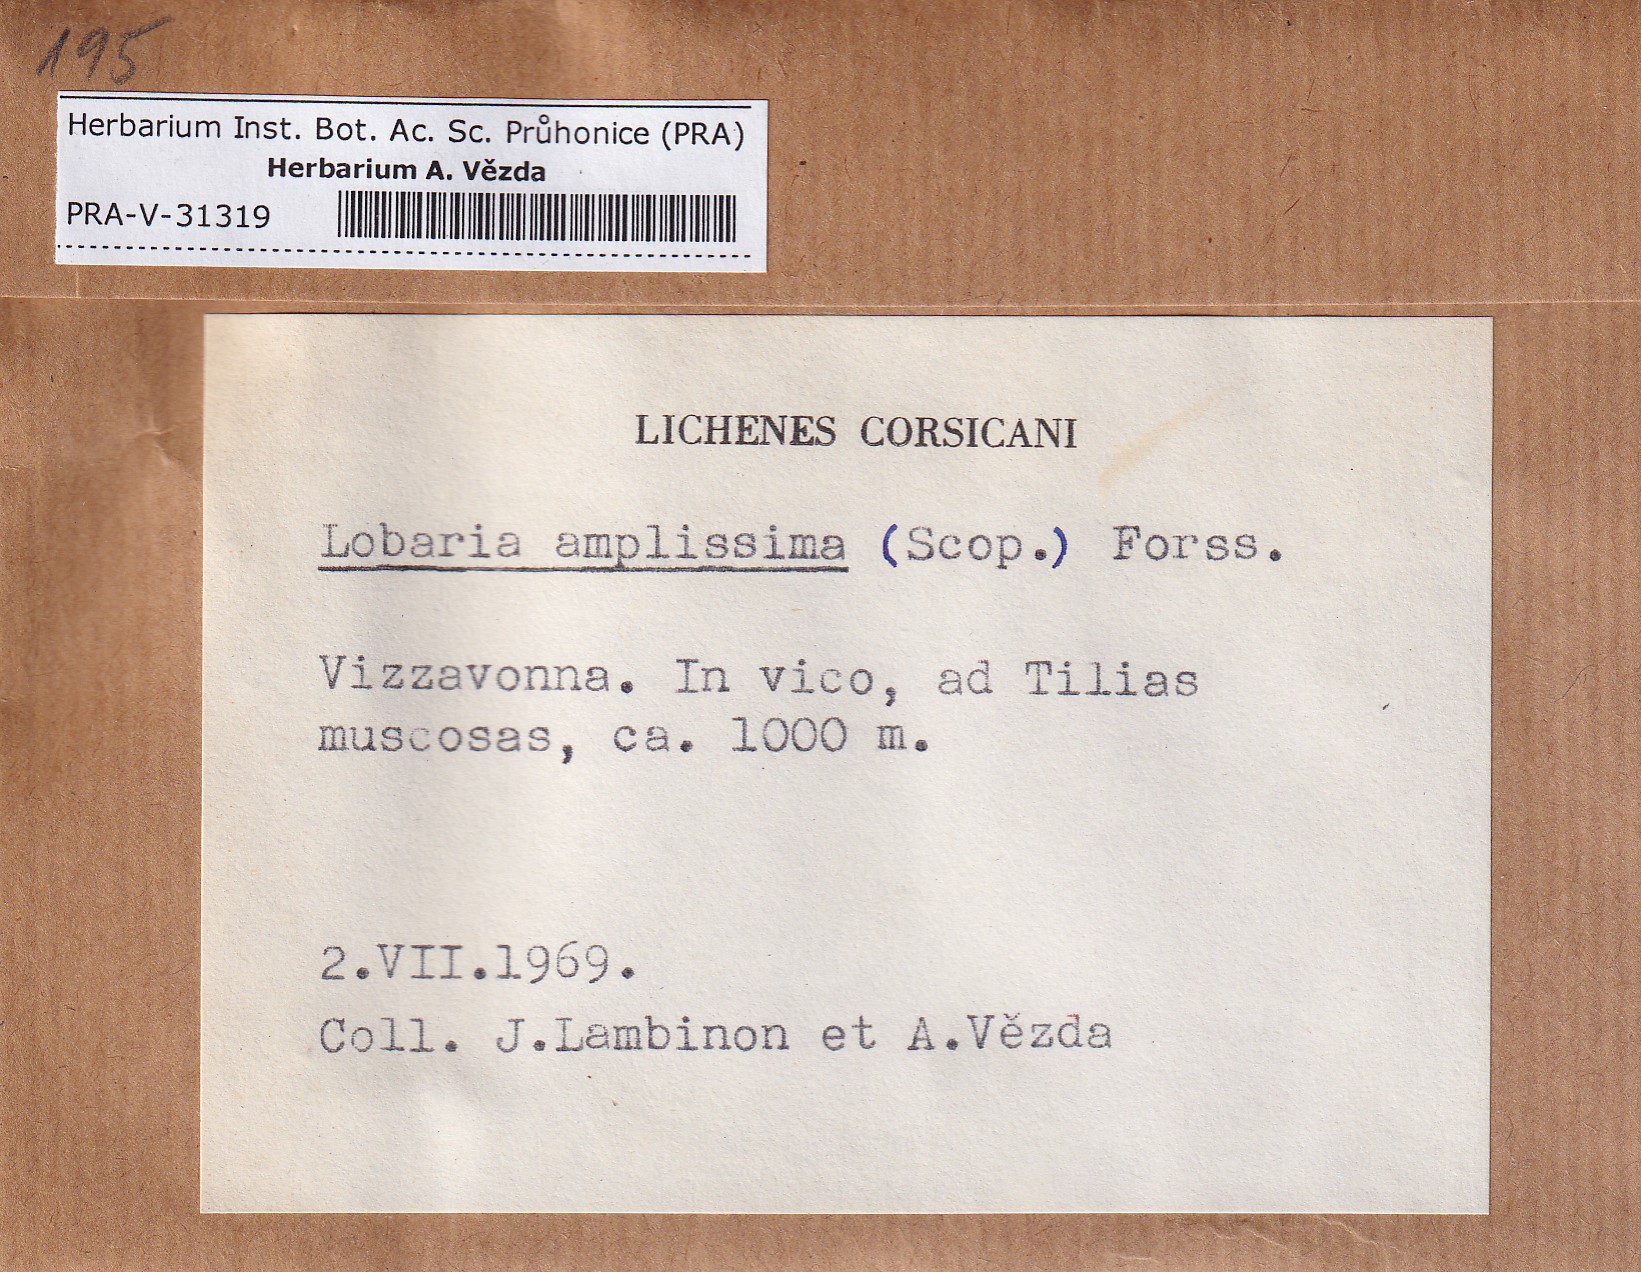 195
Herbarium Inst. Bot. Ac. Sc. Průhonice (PRA)
Herbarium A. Vězda
PRA-V-31319
LICHENES CORSICANI
Lobaria amplissima (Scop.) Forss.
Vizzavonna. In vico, ad Tilias
muscosas, ca. 1000 m.
2.VII.1969.
Coll. J.Lambinon et A.Vězda